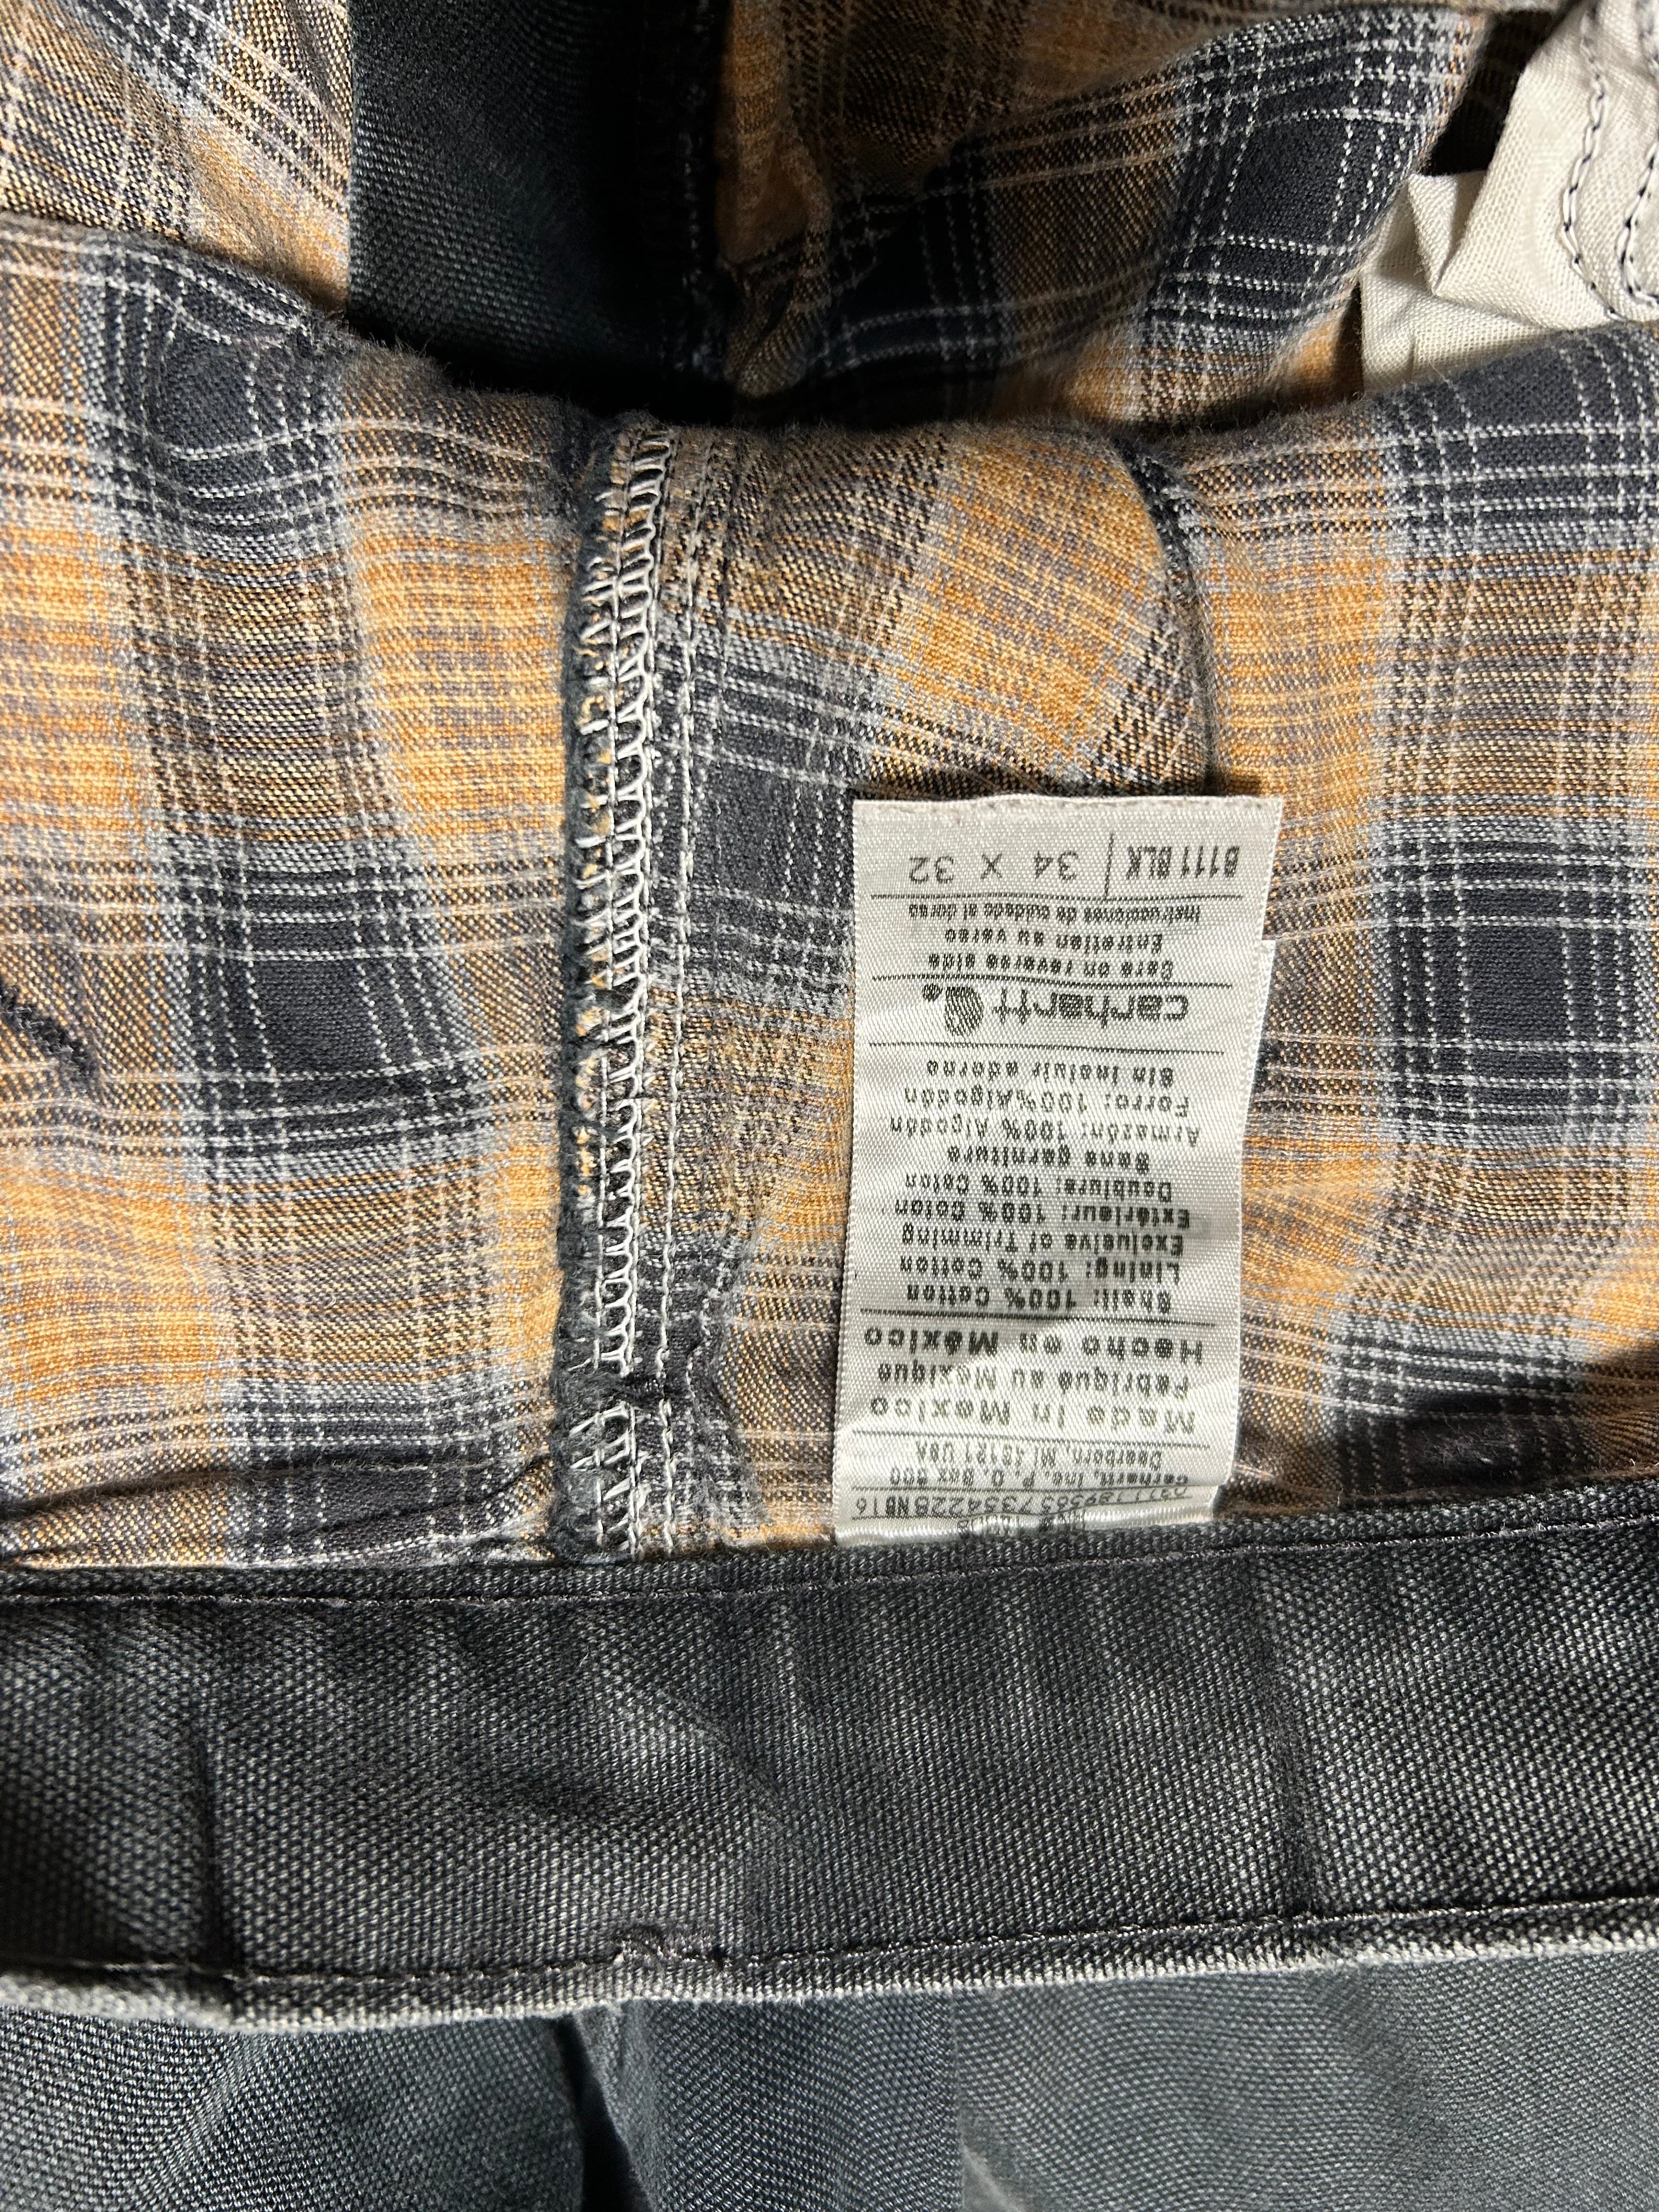 Carhartt, Inc. P. O. Box 600
Dearborn, MI 48121 USA
Made in Mexico
Fabriqué au Mexique
Hecho en México
Shell: 100% Cotton
Lining: 100% Cotton
Exclusive of Trimming
Extérieur: 100% Coton
Doublure: 100% Coton
Sans garniture
Armazón: 100% Algodón
Forro: 100%Algodón
Sin incluir adorno
carhartt
Care on reverse side
Entretien au verso
Instrucciones de cuidado al dorso
B111 BLK 34 X 32